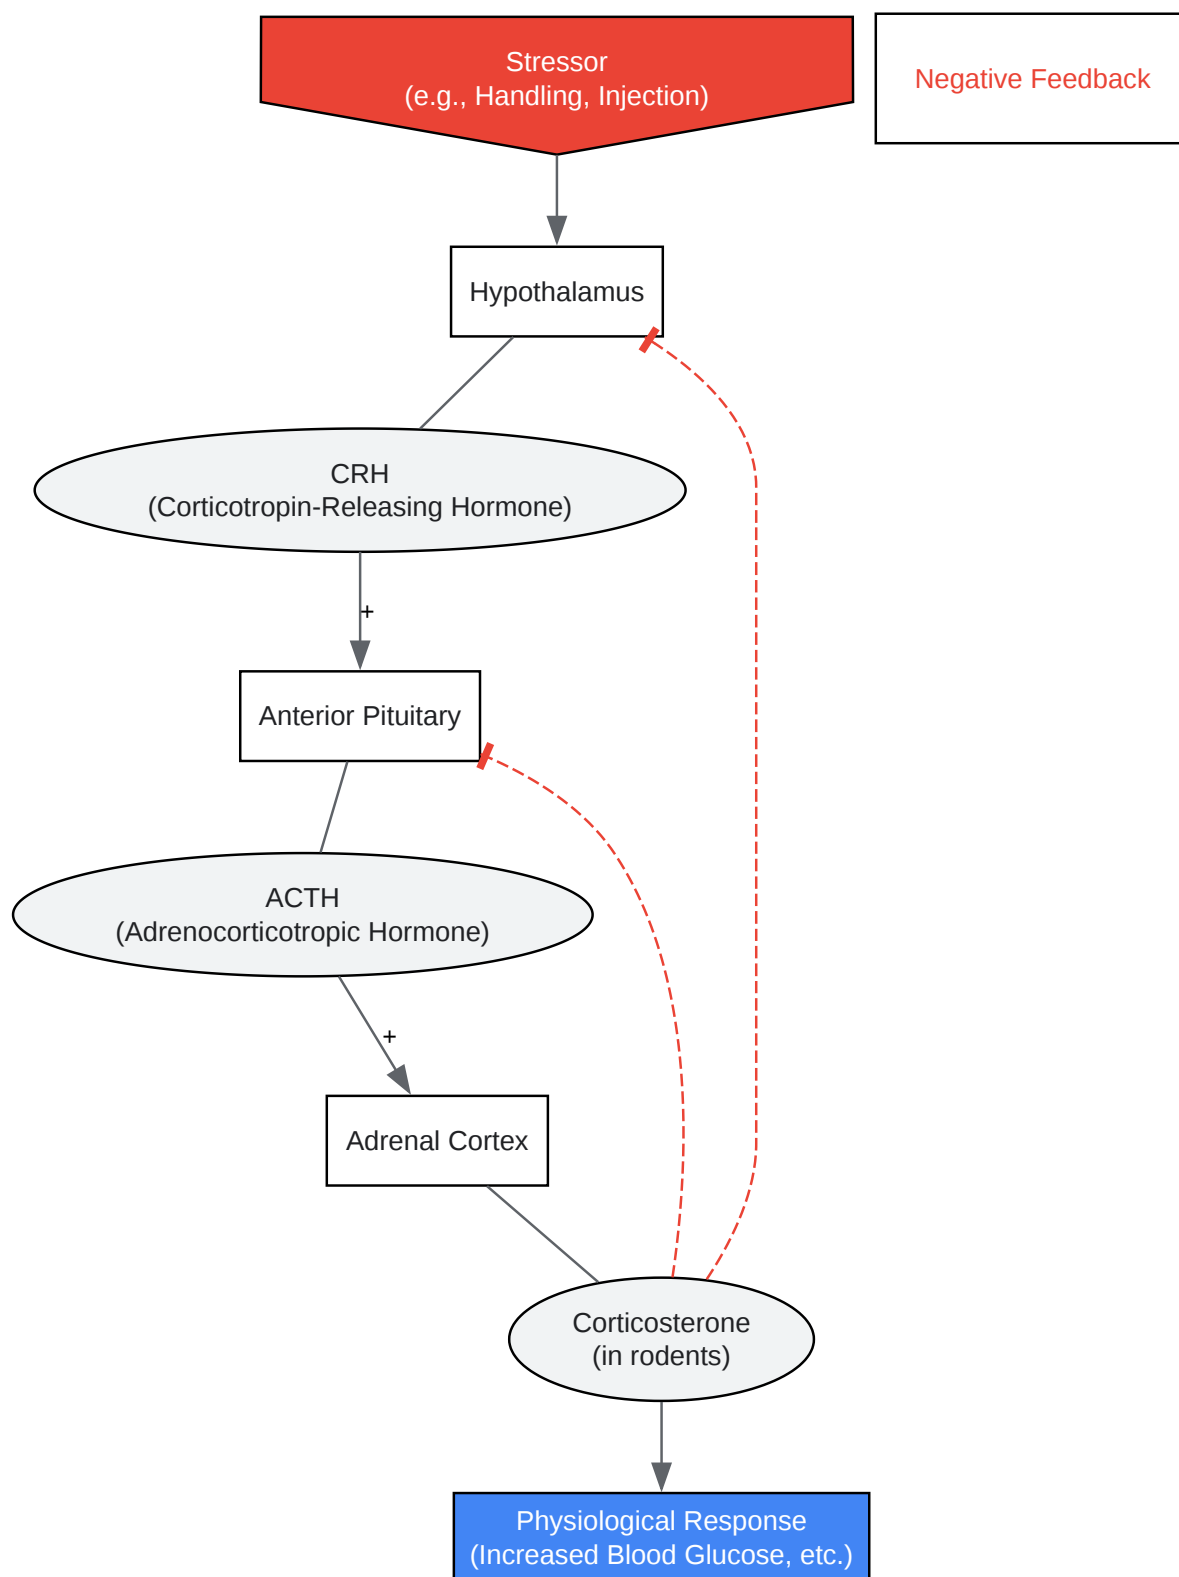 Stressor
(e.g., Handling, Injection)
Negative Feedback
Hypothalamus
CRH
(Corticotropin-Releasing Hormone)
+
Anterior Pituitary
ACTH
(Adrenocorticotropic Hormone)
+
Adrenal Cortex
Corticosterone
(in rodents)
Physiological Response
(Increased Blood Glucose, etc.)